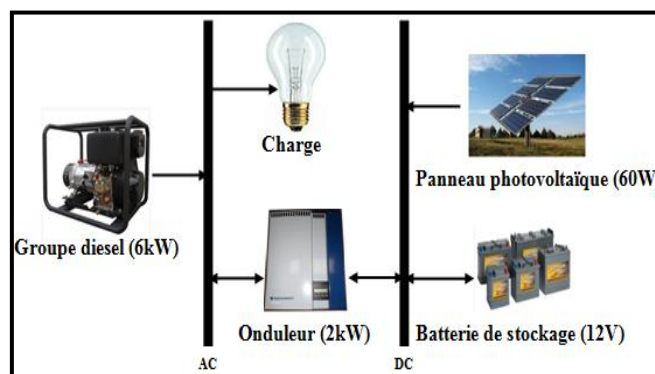 Charge
Panneau photovoltaïque (60W
Groupe diesel (6kW)
Onduleur (2kW)
Batterie de stockage (12V)
AC
DC